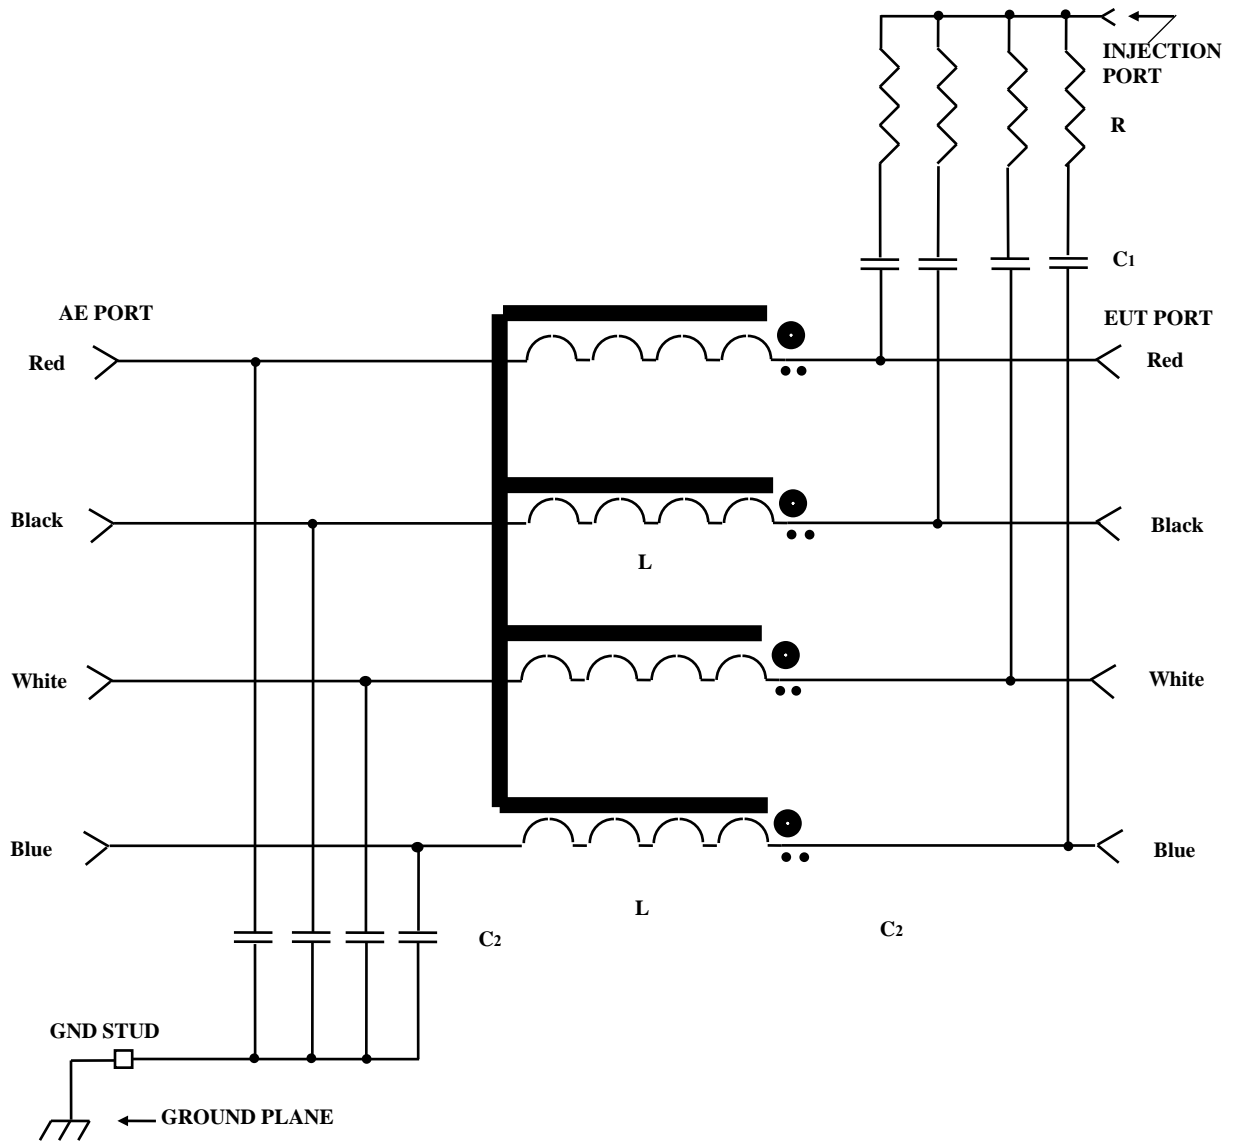 INJECTION
PORT
R
C1
AE PORT
EUT PORT
Red
Red
Black
Black
L
White
White
Blue
Blue
L
C2
C2
GND STUD
GROUND PLANE